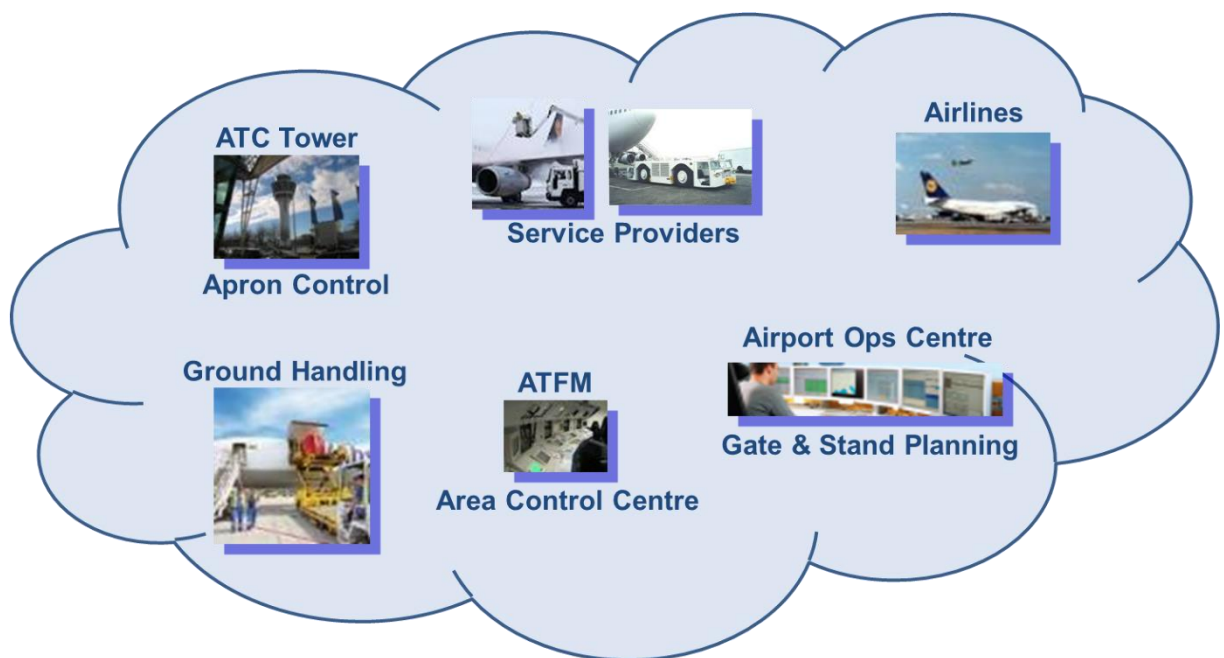 ATC Tower
Apron Control
Service Providers
Airlines
Ground Handling
ATFM
Area Control Centre
Airport Ops Centre
Gate & Stand Planning